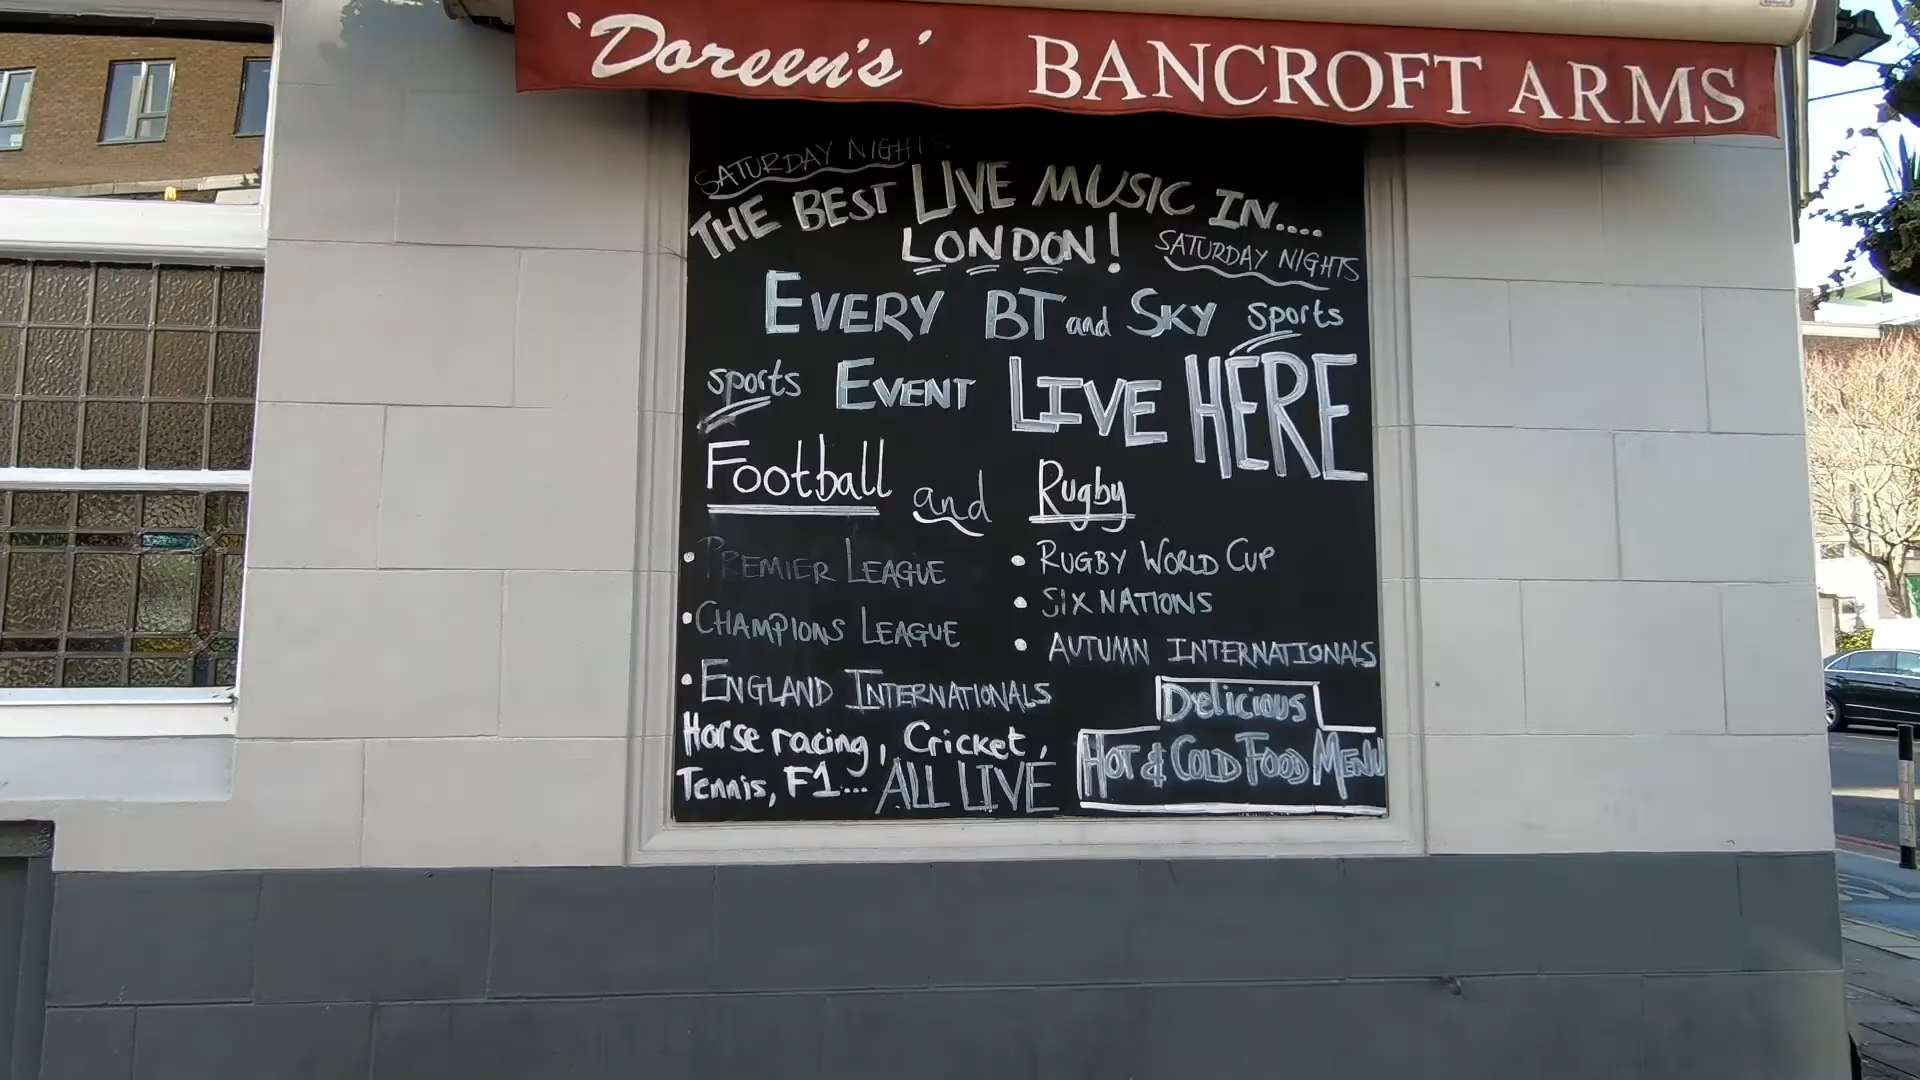 'Doreen's' BANCROFT ARMS
SATURDAY NIGHTS
THE BEST LIVE MUSIC IN....
LONDON! SATURDAY NIGHTS
EVERY BT and SKY sports
sports EVENT LIVE HERE
Football and Rugby
• PREMIER LEAGUE
• CHAMPIONS LEAGUE
• ENGLAND INTERNATIONALS
• RUGBY WORLD CUP
• SIX NATIONS
• AUTUMN INTERNATIONALS
Horse racing, Cricket,
Tennis, F1... ALL LIVE
Delicious
HOT & COLD FOOD MENU